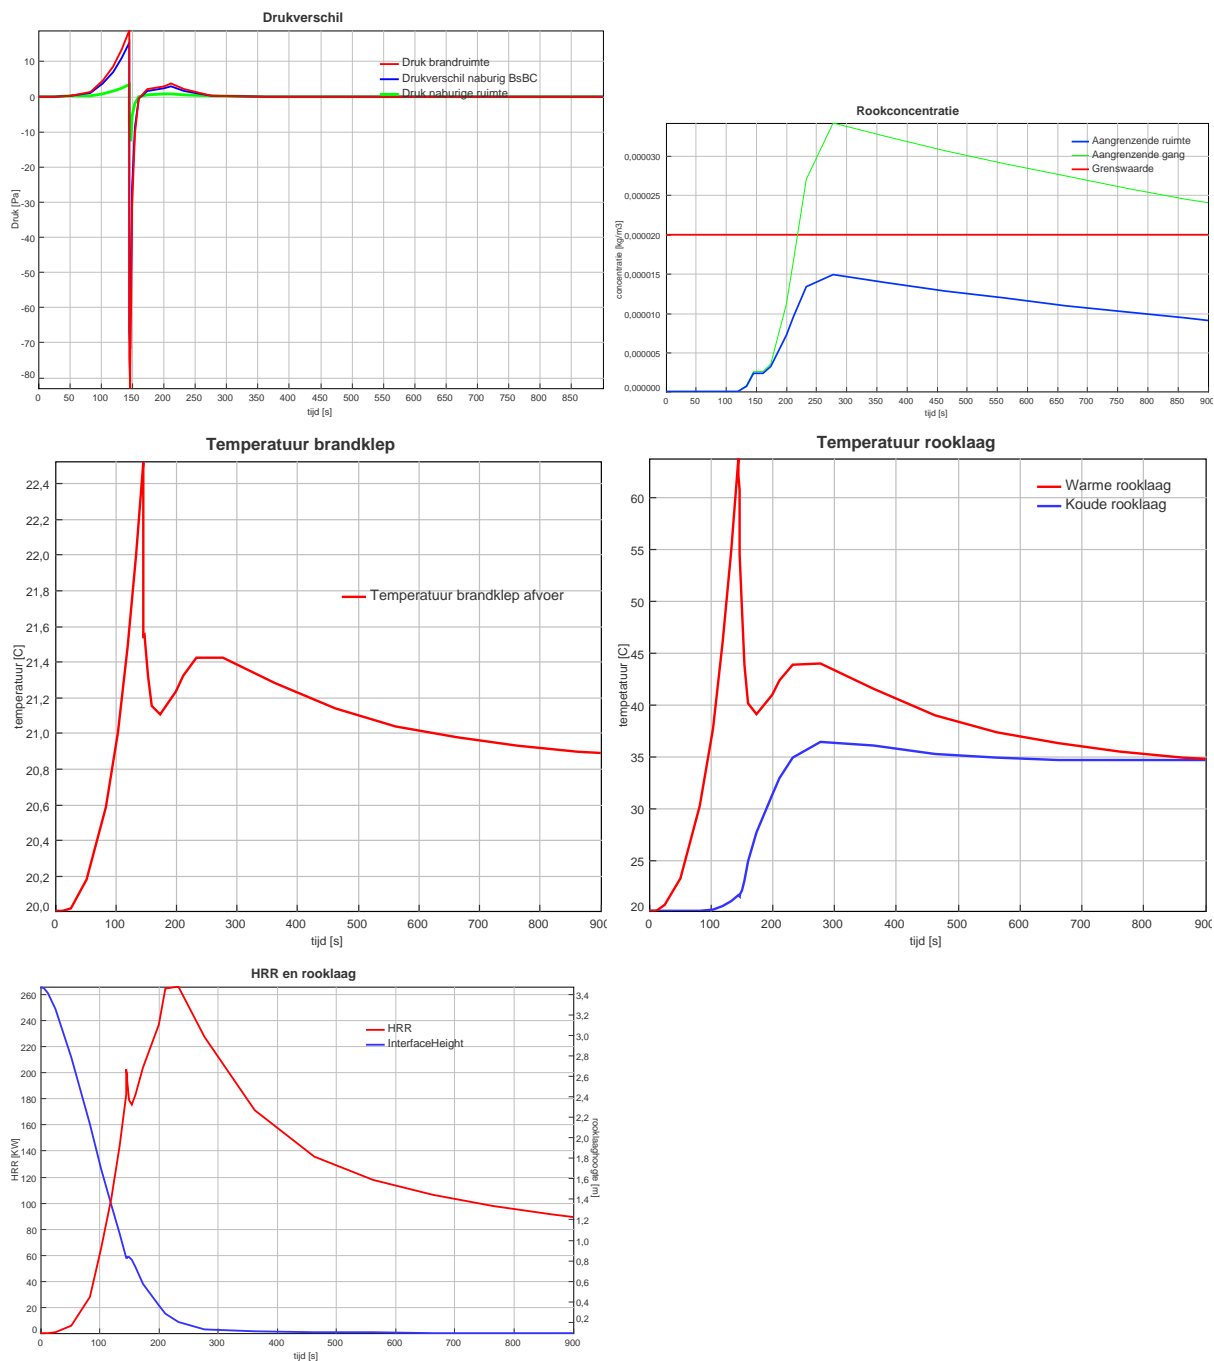 Drukverschil
Druk brandruimte
Drukverschil naburig BsBC
Druk naburige ruimte
10
0
-10
-20
-30
-40
-50
-60
-70
-80
Druk [Pa]
0 50 100 150 200 250 300 350 400 450 500 550 600 650 700 750 800 850
tijd [s]
Rookconcentratie
Aangrenzende ruimte
Aangrenzende gang
Grenswaarde
0,000030
0,000025
0,000020
0,000015
0,000010
0,000005
0,000000
concentratie [kg/m3]
0 50 100 150 200 250 300 350 400 450 500 550 600 650 700 750 800 850 900
tijd [s]
Temperatuur brandklep
Temperatuur brandklep afvoer
22,4
22,2
22,0
21,8
21,6
21,4
21,2
21,0
20,8
20,6
20,4
20,2
20,0
temperatuur [C]
0 100 200 300 400 500 600 700 800 900
tijd [s]
Temperatuur rooklaag
Warme rooklaag
Koude rooklaag
60
55
50
45
40
35
30
25
20
tempetatuur [C]
0 100 200 300 400 500 600 700 800 900
tijd [s]
HRR en rooklaag
HRR
InterfaceHeight
260
240
220
200
180
160
140
120
100
80
60
40
20
0
HRR [KW]
3,4
3,2
3,0
2,8
2,6
2,4
2,2
2,0
1,8
1,6
1,4
1,2
1,0
0,8
0,6
0,4
0,2
rooklaaghoogte [m]
0 100 200 300 400 500 600 700 800 900
tijd [s]